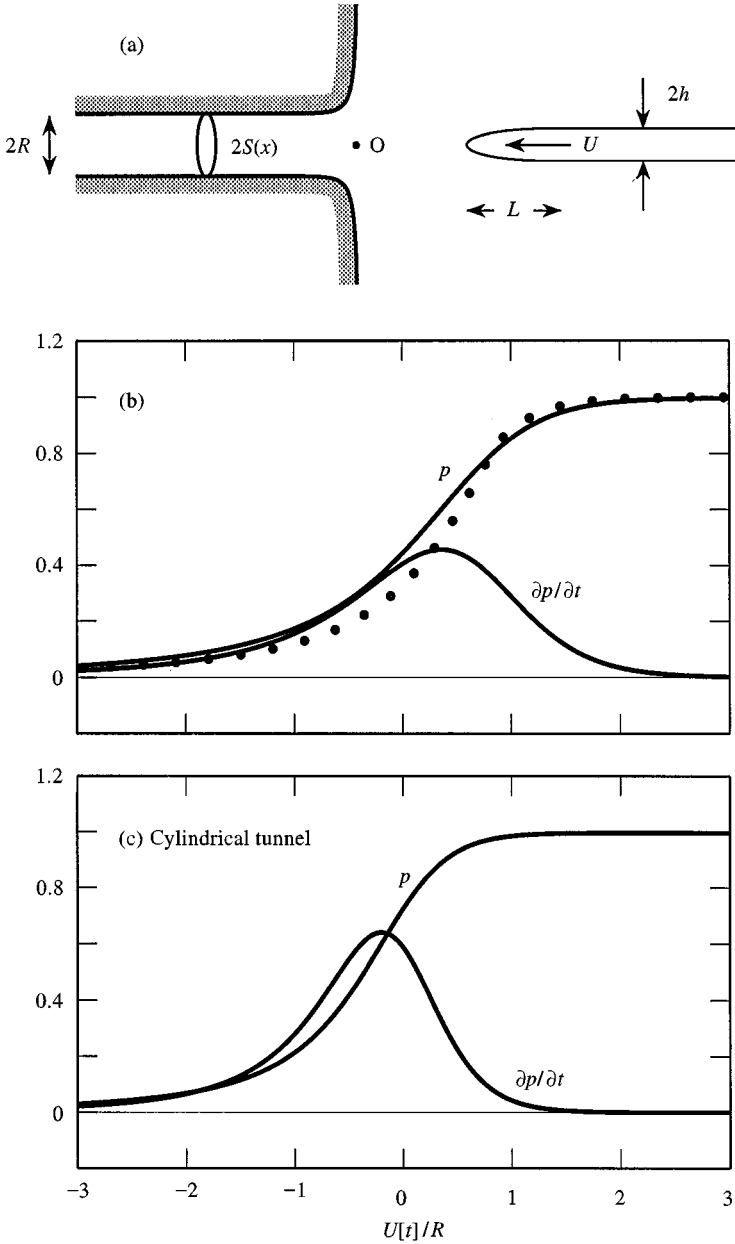 (a)
2h
2R
2S(x)
O
U
L
1.2
(b)
0.8
p
0.4
∂p/∂t
0
1.2
(c) Cylindrical tunnel
p
0.8
0.4
∂p/∂t
0
−3 −2 −1 0 1 2 3
U[t]/R